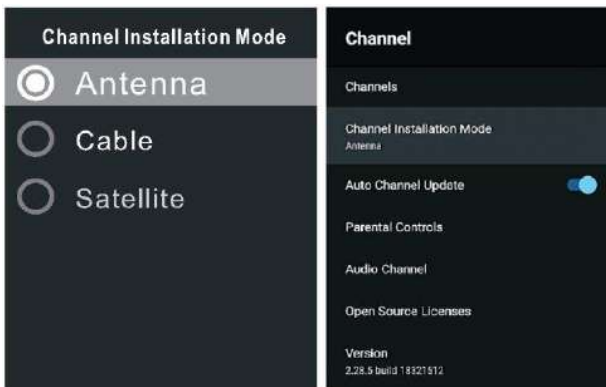 Channel Installation Mode
Antenna
Cable
Satellite
Channel
Channels
Channel Installation Mode
Antenna
Auto Channel Update
Parental Controls
Audio Channel
Open Source Licenses
Version
2.28.5 build 18321512